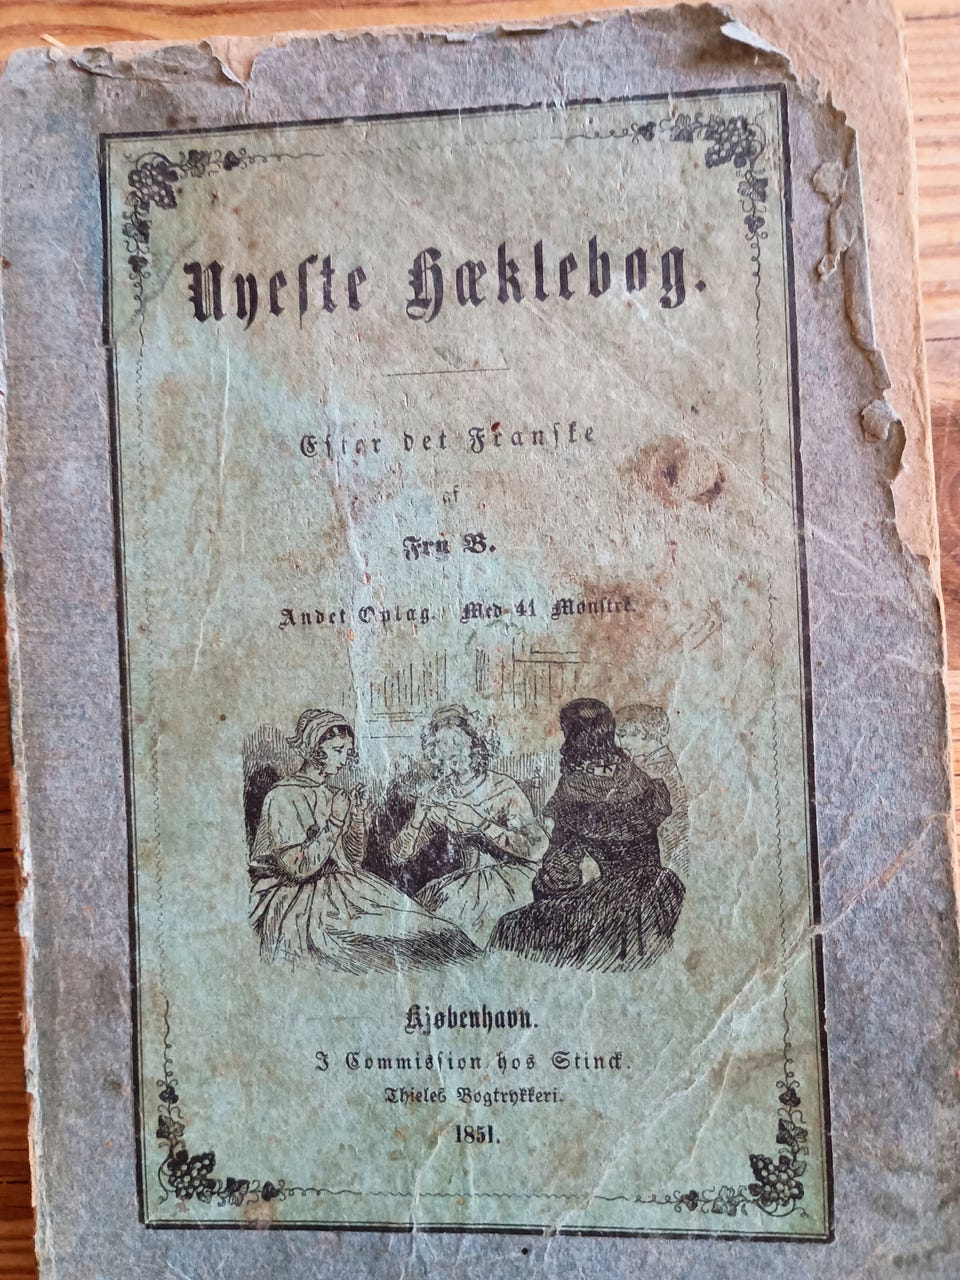 Nyeste Hæklebog.
Efter det Franske
af
Fru B.
Andet Oplag. Med 41 Mønstre.
Kjøbenhavn.
I Commission hos Stinck.
Thieles Bogtrykkeri.
1851.